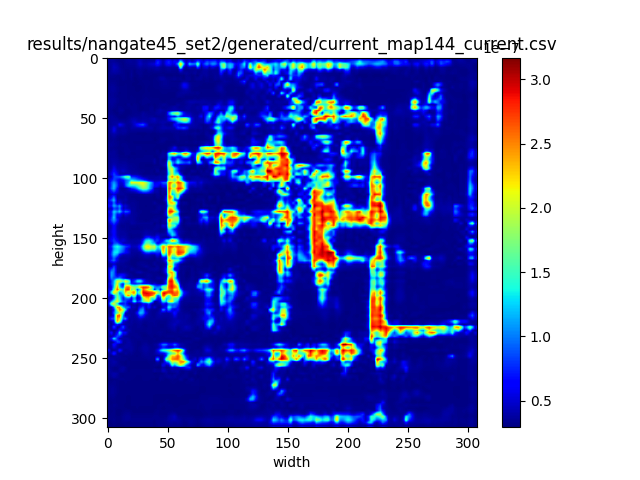 results/nangate45_set2/generated/current_map144_current.csv
1e−7
0
50
100
150
200
250
300
height
0 50 100 150 200 250 300
width
3.0
2.5
2.0
1.5
1.0
0.5